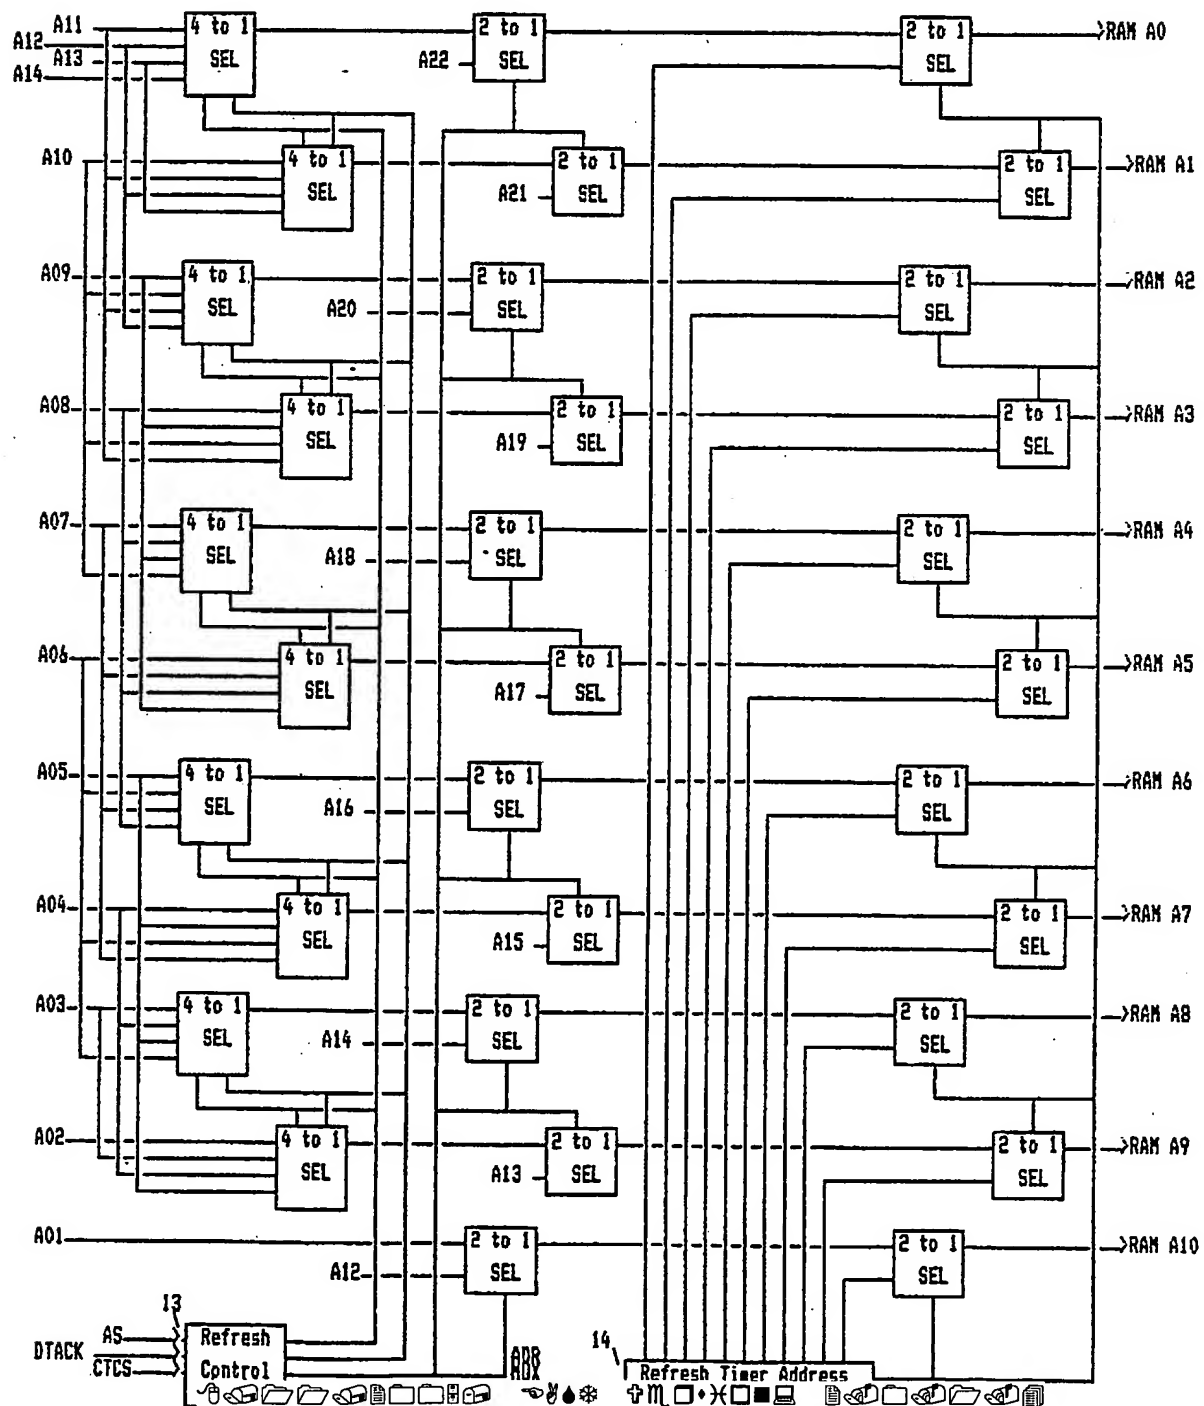 A11
4 to 1
2 to 1
2 to 1
>RAM A0
A12
A13
SEL
A22
SEL
SEL
A14
A10
4 to 1
2 to 1
2 to 1
>RAM A1
SEL
A21
SEL
SEL
A09
4 to 1
2 to 1
2 to 1
>RAM A2
SEL
A20
SEL
SEL
A08
4 to 1
2 to 1
2 to 1
>RAM A3
SEL
A19
SEL
SEL
A07
4 to 1
2 to 1
2 to 1
>RAM A4
SEL
A18
SEL
SEL
A06
4 to 1
2 to 1
2 to 1
>RAM A5
SEL
A17
SEL
SEL
A05
4 to 1
2 to 1
2 to 1
>RAM A6
SEL
A16
SEL
SEL
A04
4 to 1
2 to 1
2 to 1
>RAM A7
SEL
A15
SEL
SEL
A03
4 to 1
2 to 1
2 to 1
>RAM A8
SEL
A14
SEL
SEL
A02
4 to 1
2 to 1
2 to 1
>RAM A9
SEL
A13
SEL
SEL
A01
2 to 1
2 to 1
>RAM A10
A12
SEL
SEL
13
AS
Refresh
14
DTACK
ADR
CTCS
Control
MUX
Refresh Timer Address